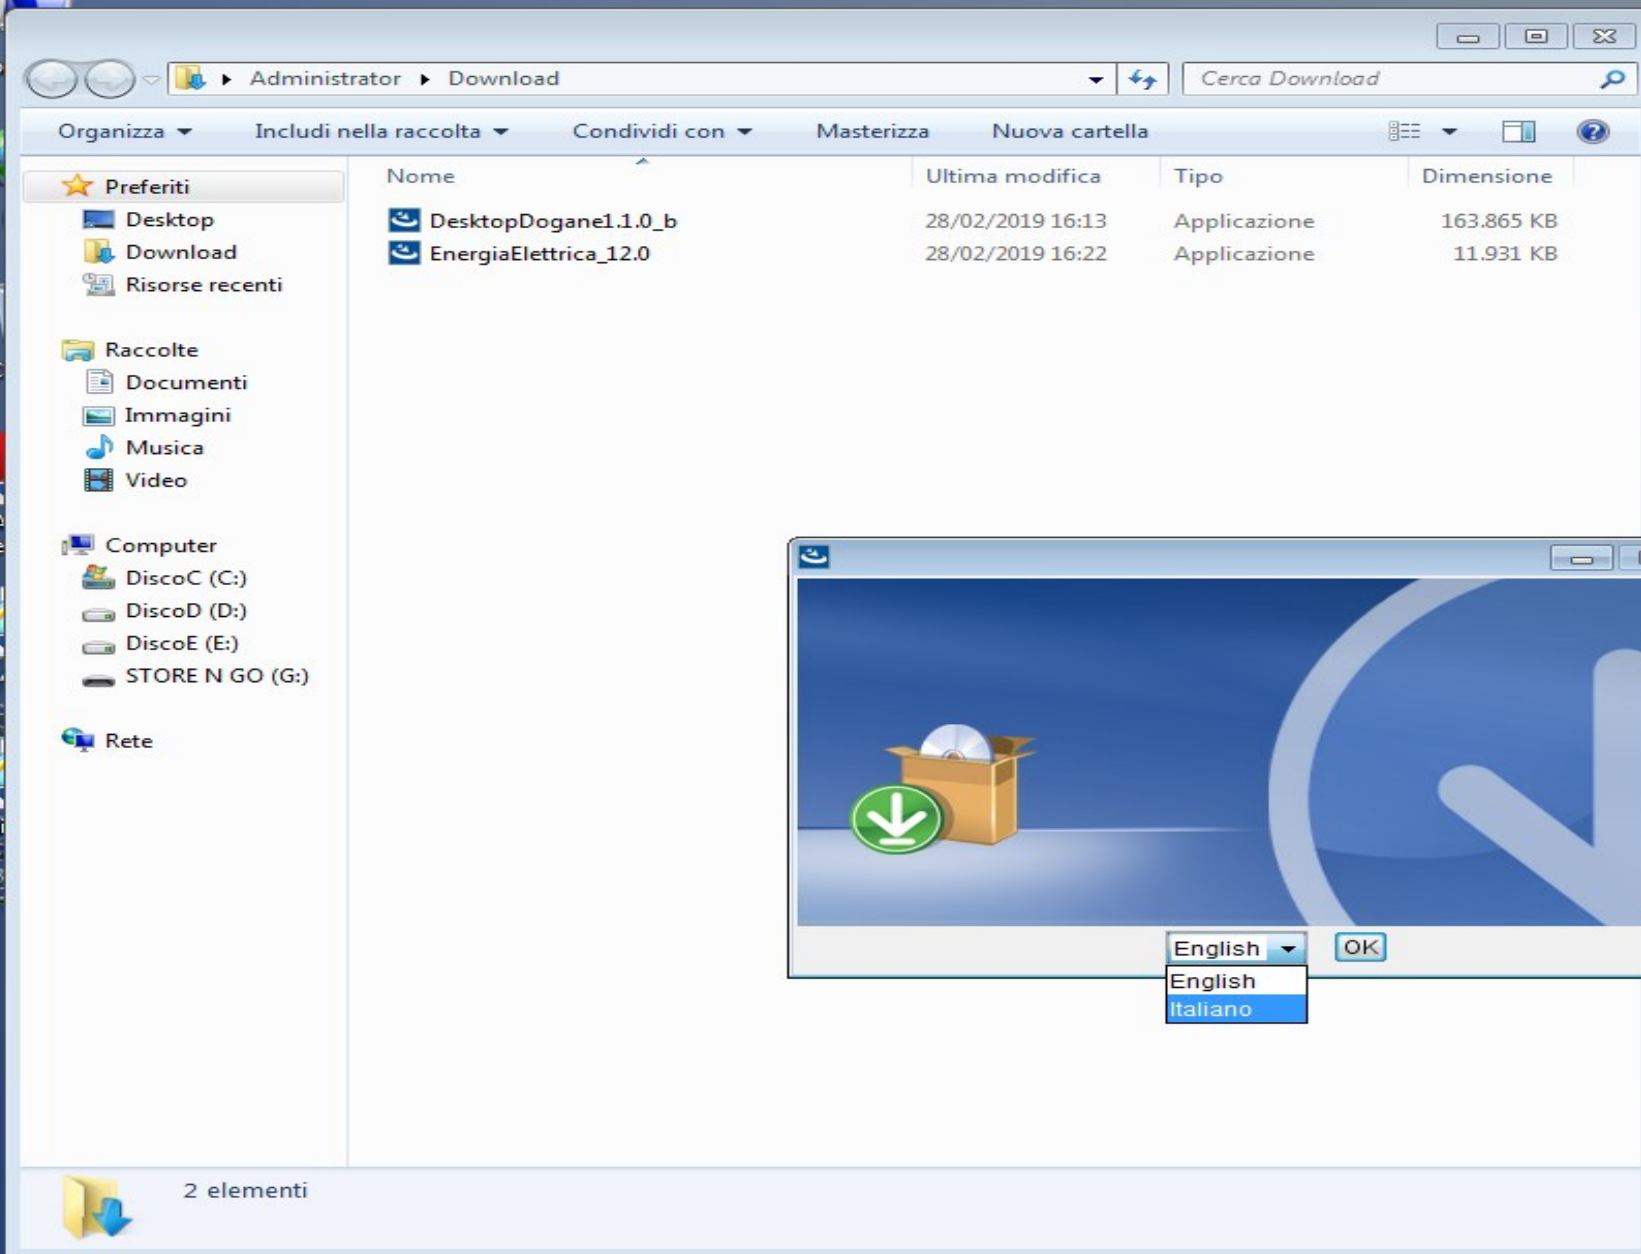 Administrator Download
Cerca Download
Organizza Includi nella raccolta Condividi con Masterizza Nuova cartella
Preferiti
Desktop
Download
Risorse recenti
Raccolte
Documenti
Immagini
Musica
Video
Computer
DiscoC (C:)
DiscoD (D:)
DiscoE (E:)
STORE N GO (G:)
Rete
Nome Ultima modifica Tipo Dimensione
DesktopDogane1.1.0_b 28/02/2019 16:13 Applicazione 163.865 KB
EnergiaElettrica_12.0 28/02/2019 16:22 Applicazione 11.931 KB
English OK
English
Italiano
2 elementi